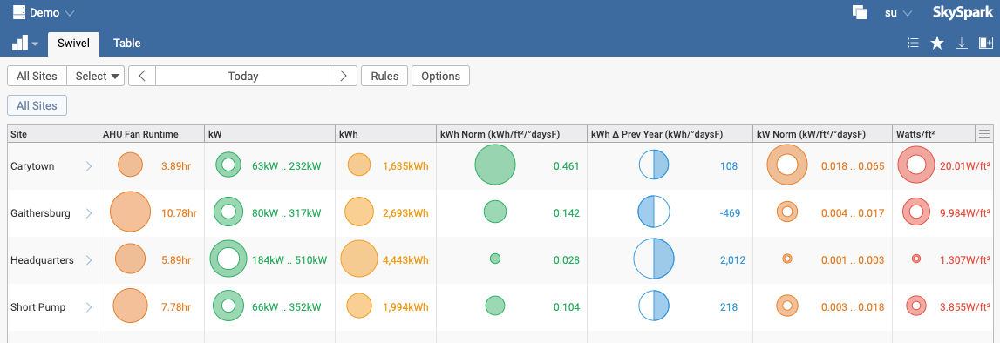 Demo
su
SkySpark
Swivel Table
All Sites Select Today Rules Options
All Sites
Site AHU Fan Runtime kW kWh kWh Norm (kWh/ft²/°daysF) kWh Δ Prev Year (kWh/°daysF) kW Norm (kW/ft²/°daysF) Watts/ft²
Carytown 3.89hr 63kW .. 232kW 1,635kWh 0.461 108 0.018 .. 0.065 20.01W/ft²
Gaithersburg 10.78hr 80kW .. 317kW 2,693kWh 0.142 -469 0.004 .. 0.017 9.984W/ft²
Headquarters 5.89hr 184kW .. 510kW 4,443kWh 0.028 2,012 0.001 .. 0.003 1.307W/ft²
Short Pump 7.78hr 66kW .. 352kW 1,994kWh 0.104 218 0.003 .. 0.018 3.855W/ft²